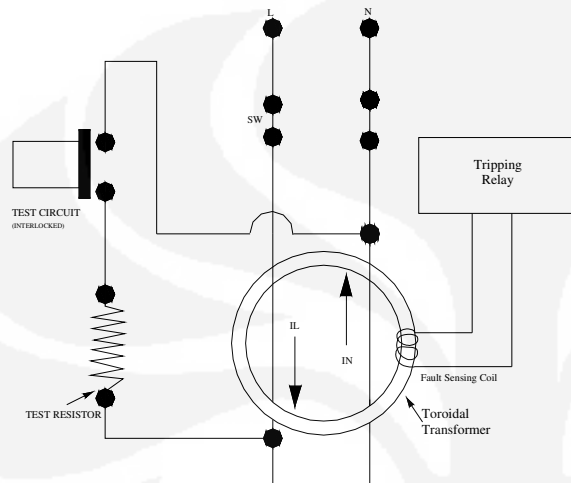 L
N
SW
Tripping
Relay
TEST CIRCUIT
(INTERLOCKED)
IL
IN
Fault Sensing Coil
TEST RESISTOR
Toroidal
Transformer